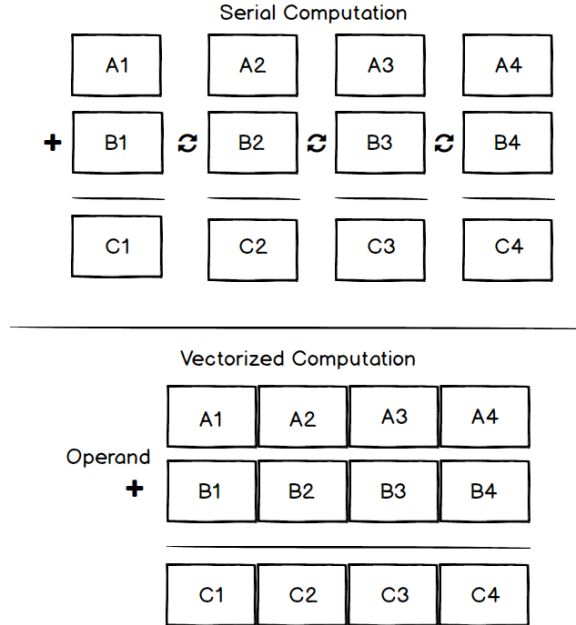 Serial Computation
A1 A2 A3 A4
+ B1 B2 B3 B4
C1 C2 C3 C4
Vectorized Computation
A1 A2 A3 A4
Operand
+ B1 B2 B3 B4
C1 C2 C3 C4